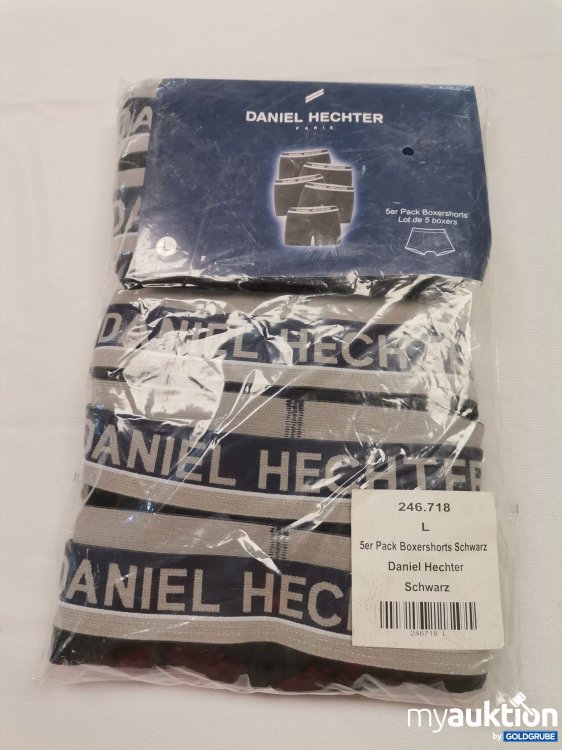 DANIEL HECHTER
PARIS
5er Pack Boxershorts
Lot de 5 boxers
L
DANIEL HECHTER
DANIEL HECHTER
DANIEL HECH
246.718
L
5er Pack Boxershorts Schwarz
Daniel Hechter
Schwarz
246718 L
myauktion
by GOLDGRUBE